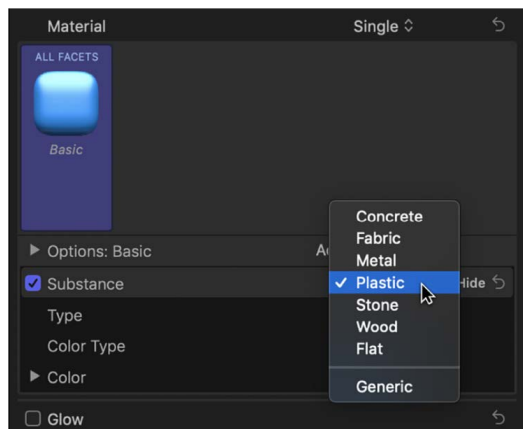 Material Single
ALL FACETS
Basic
Options: Basic
Substance Hide
Type
Color Type
Color
Glow
Concrete
Fabric
Metal
Plastic
Stone
Wood
Flat
Generic